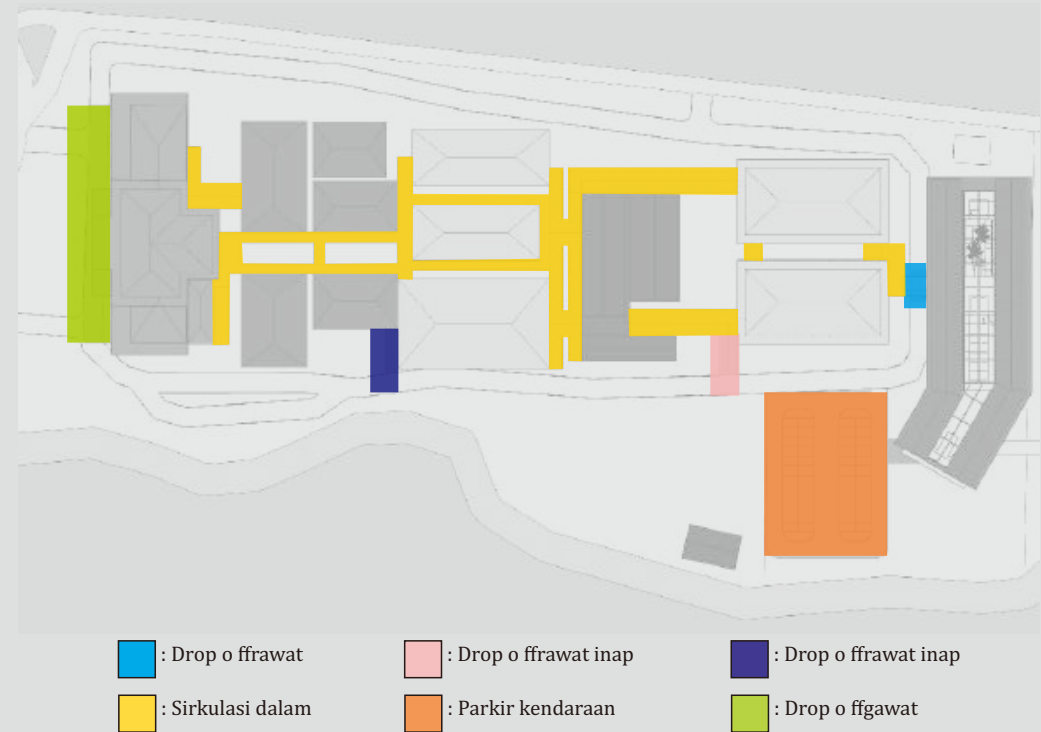 : Drop o ffrawat
: Drop o ffrawat inap
: Drop o ffrawat inap
: Sirkulasi dalam
: Parkir kendaraan
: Drop o ffgawat